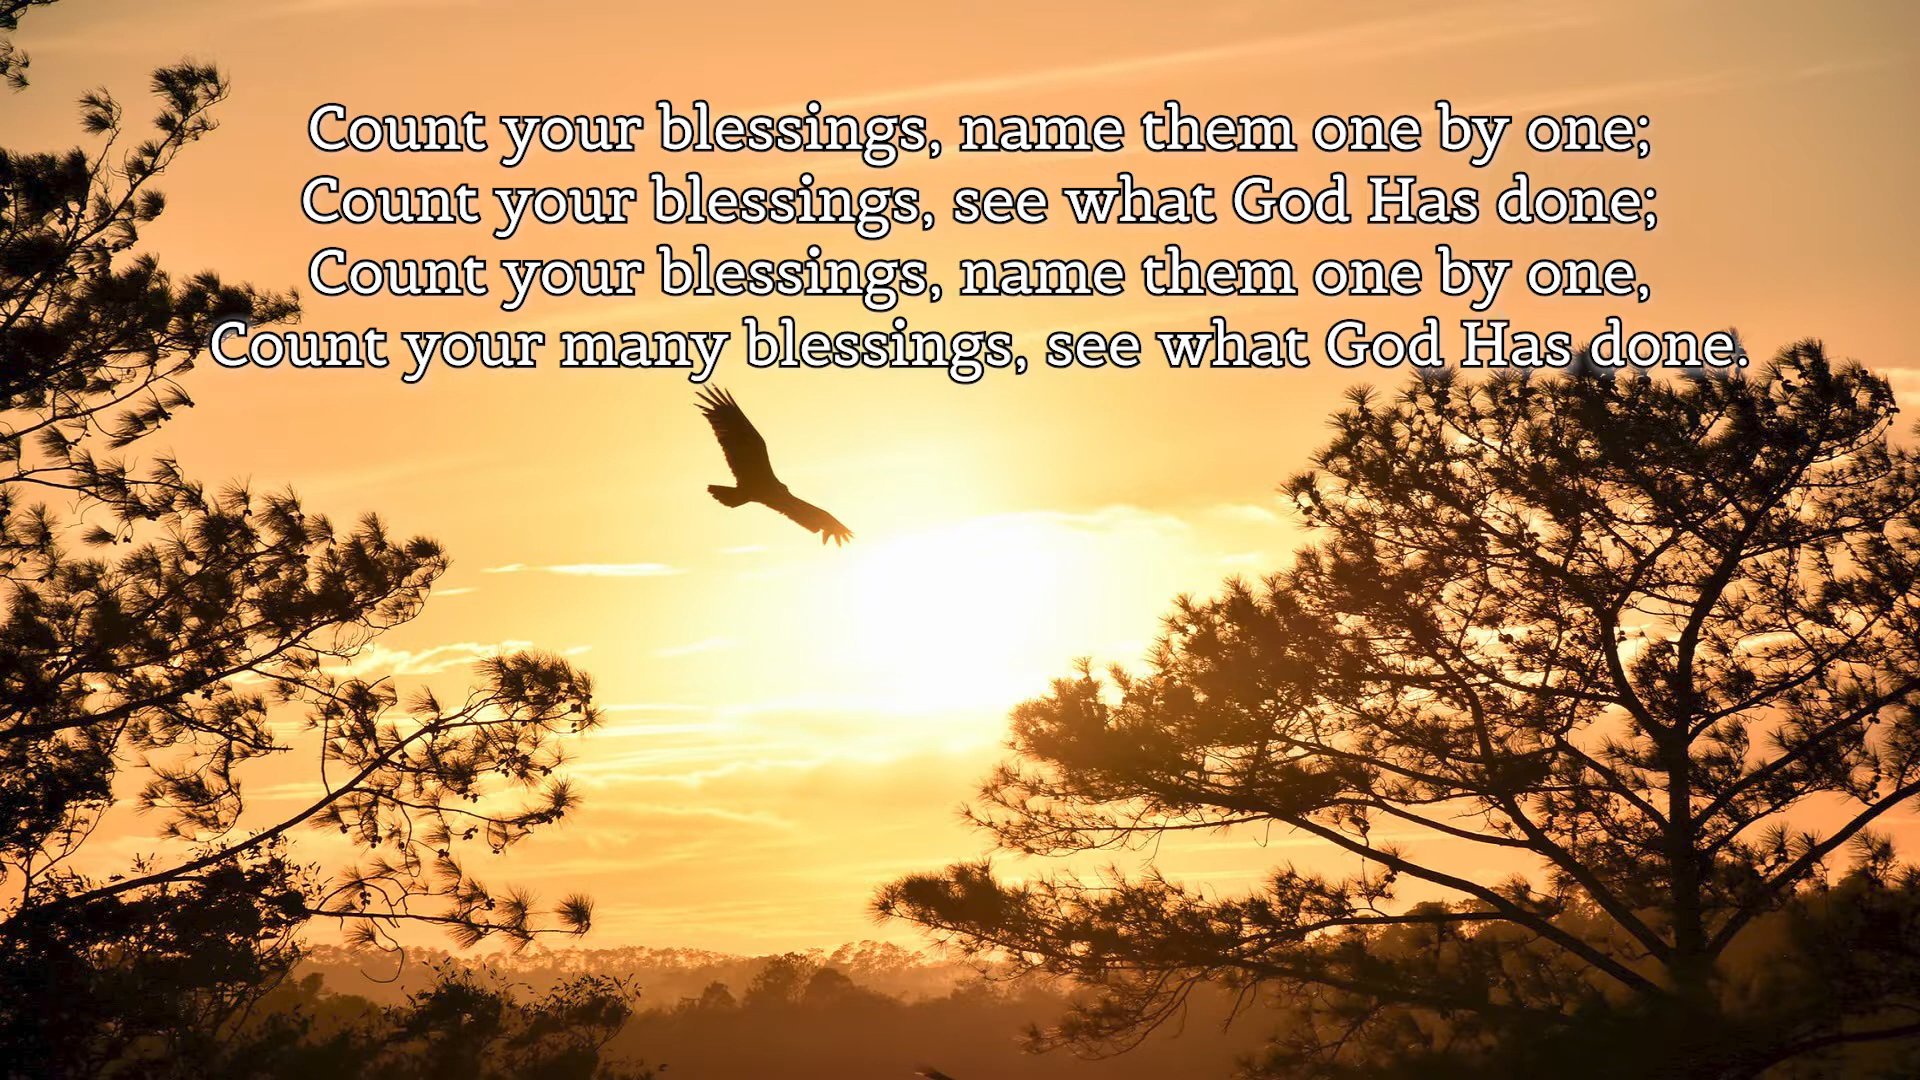 Count your blessings, name them one by one;
Count your blessings, see what God Has done;
Count your blessings, name them one by one,
Count your many blessings, see what God Has done.